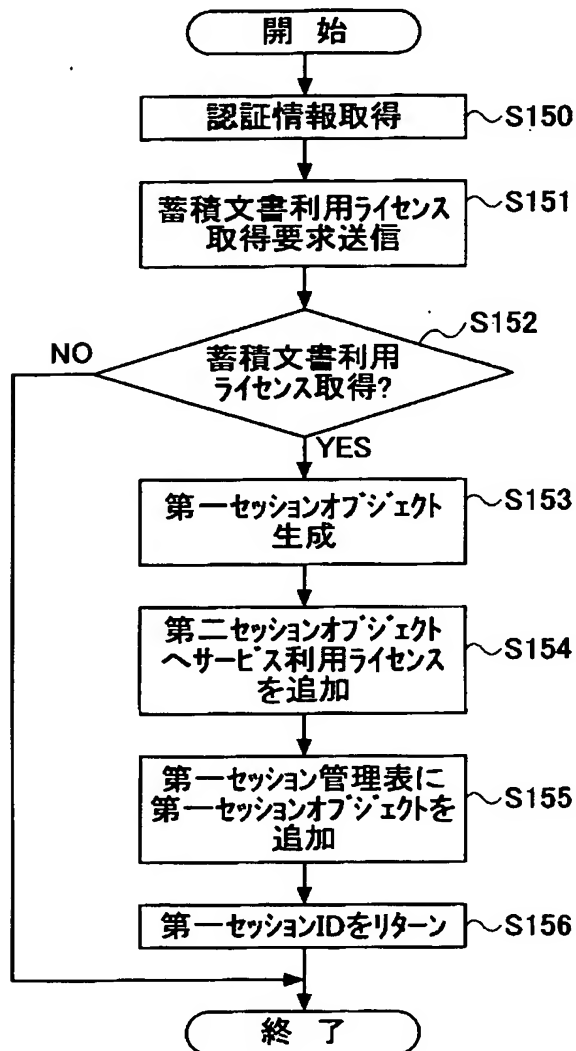 開 始
認証情報取得
S150
蓄積文書利用ライセンス
取得要求送信
S151
S152
NO
蓄積文書利用
ライセンス取得?
YES
第一セッションオブジェクト
生成
S153
第二セッションオブジェクト
へサービス利用ライセンス
を追加
S154
第一セッション管理表に
第一セッションオブジェクトを
追加
S155
第一セッションIDをリターン
S156
終 了